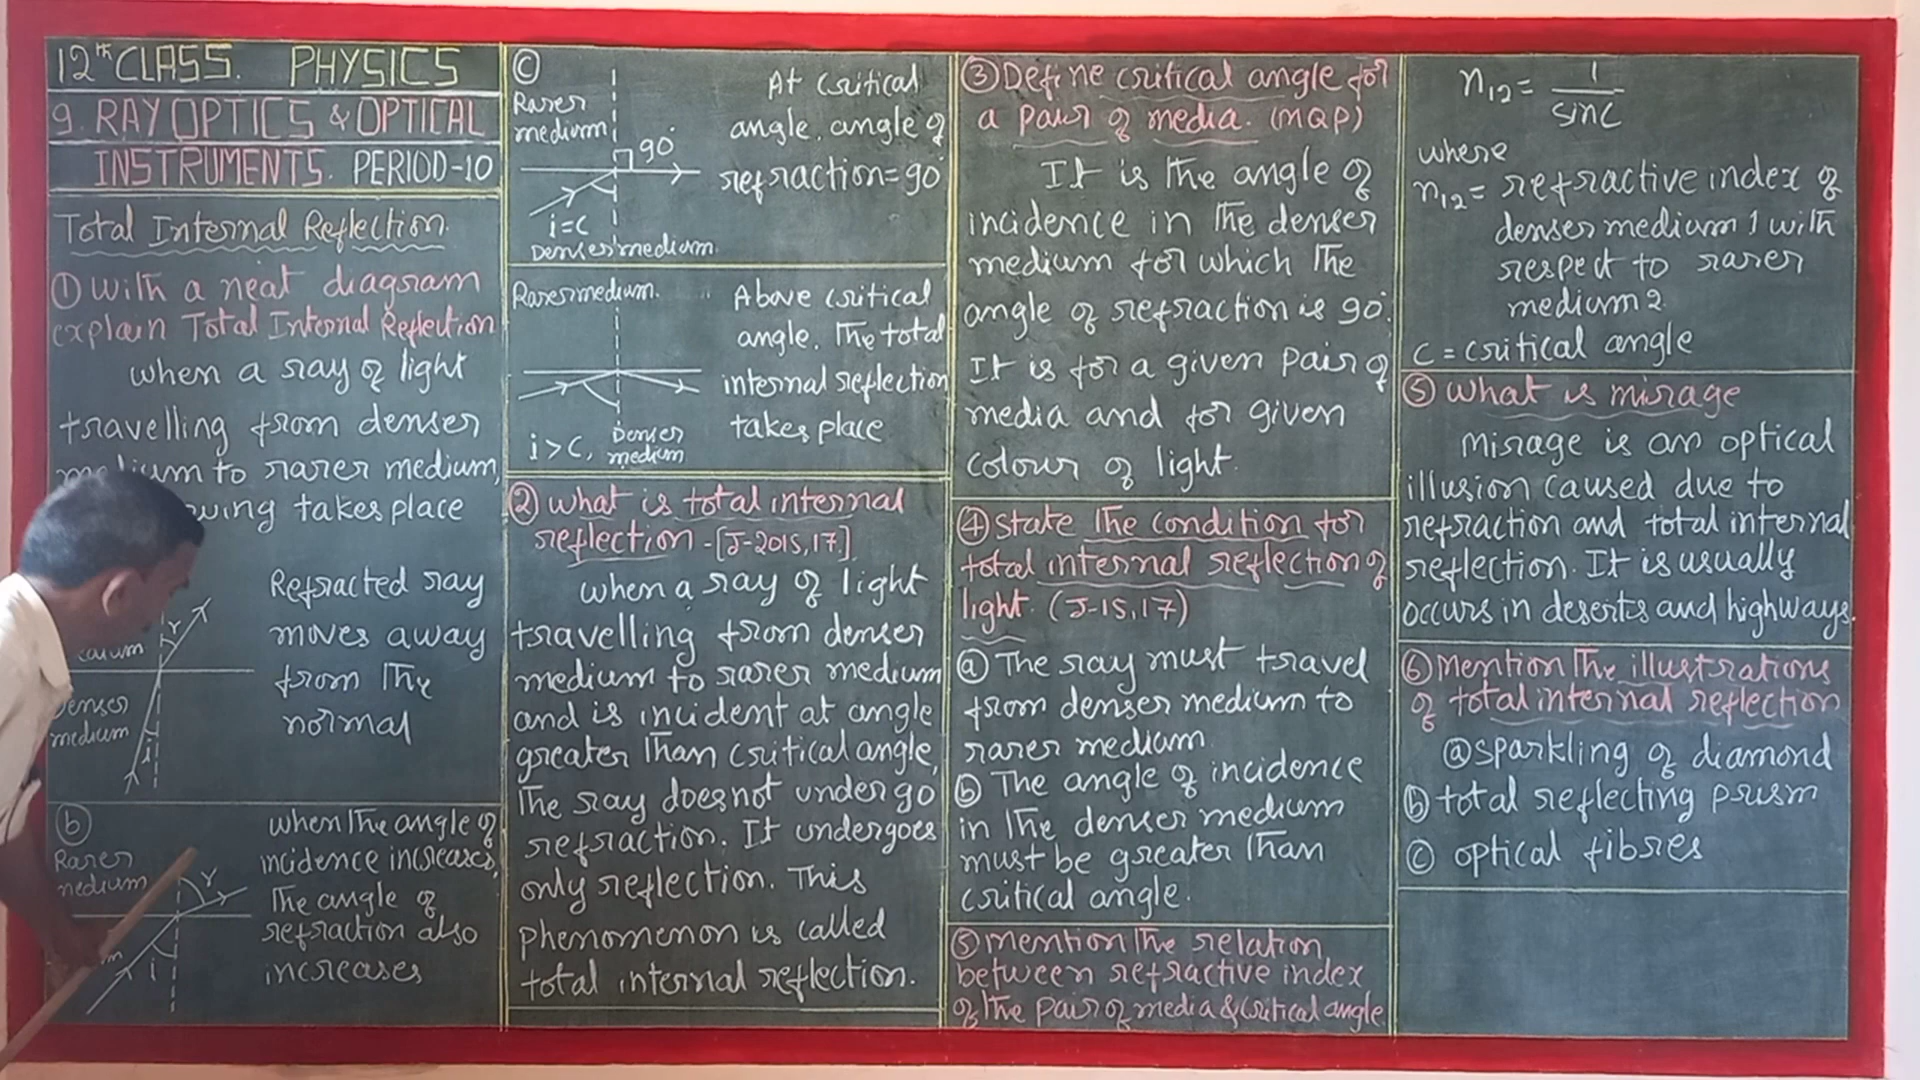 12th CLASS. PHYSICS
9. RAY OPTICS & OPTICAL
INSTRUMENTS. PERIOD-10
Total Internal Reflection.
① With a neat diagram
explain Total Internal Reflection
when a ray of light
travelling from denser
medium to rarer medium,
takes place
Refracted ray
moves away
from the
normal
r
Denser
medium
i
ⓑ
Rarer
medium
r
i
when the angle of
incidence increases,
The angle of
refraction also
increases
ⓒ
Rarer
medium
90°
i=c
Denser medium.
At critical
angle, angle of
refraction=90°
Rarer medium.
i>c, Denser
medium
Above critical
angle. The total
internal reflection
takes place
② what is total internal
reflection -[J-2015,17.]
when a ray of light
travelling from denser
medium to rarer medium
and is incident at angle
greater than critical angle,
The ray does not under go
refraction. It undergoes
only reflection. This
phenomenon is called
total internal reflection.
③ Define critical angle for
a pair of media. (MQP)
It is the angle of
incidence in the denser
medium for which the
angle of refraction is 90°.
It is for a given pair of
media and for given
colour of light.
④ state the condition for
total internal reflection of
light. (J-15,17)
ⓐ The ray must travel
from denser medium to
rarer medium
ⓑ The angle of incidence
in the denser medium
must be greater than
critical angle.
⑤ mention the relation
between refractive index
of the pair of media & critical angle
n₁₂ = 1/sinc
where
n₁₂ = refractive index of
denser medium 1 with
respect to rarer
medium 2.
c = critical angle
⑤ what is mirage
Mirage is an optical
illusion caused due to
refraction and total internal
reflection. It is usually
occurs in deserts and highways.
⑥ mention the illustrations
of total internal reflection
ⓐ sparkling of diamond
ⓑ total reflecting prism
ⓒ optical fibres